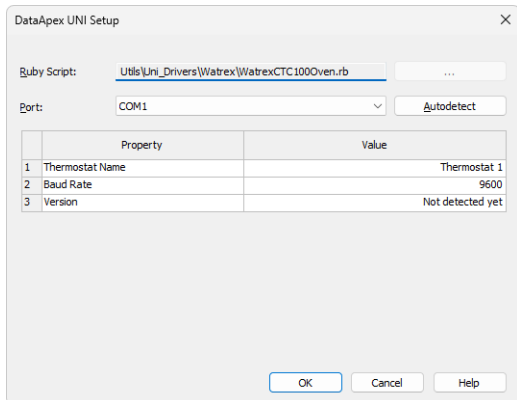 DataApex UNI Setup
Ruby Script: Utils\Uni_Drivers\Watrex\WatrexCTC100Oven.rb ...
Port: COM1 Autodetect
Property Value
1 Thermostat Name Thermostat 1
2 Baud Rate 9600
3 Version Not detected yet
OK Cancel Help